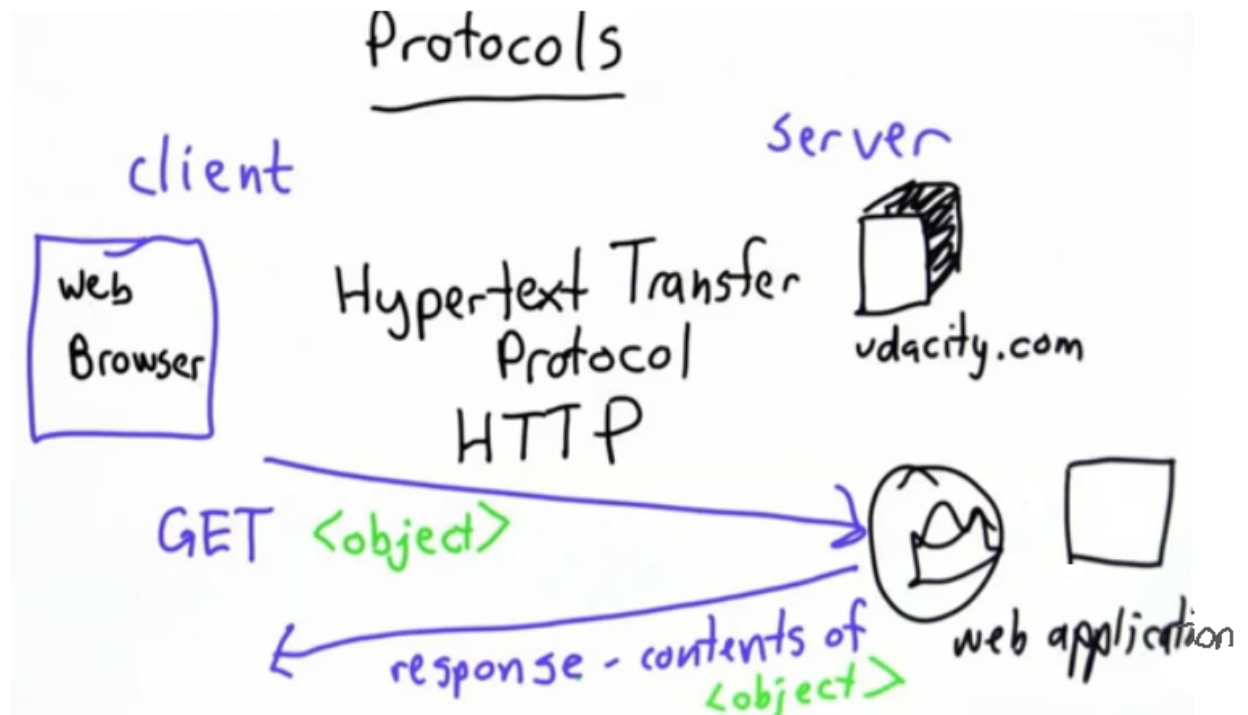 Protocols
client
server
Web
Browser
Hypertext Transfer
Protocol
HTTP
udacity.com
GET <object>
response - contents of
<object>
web application